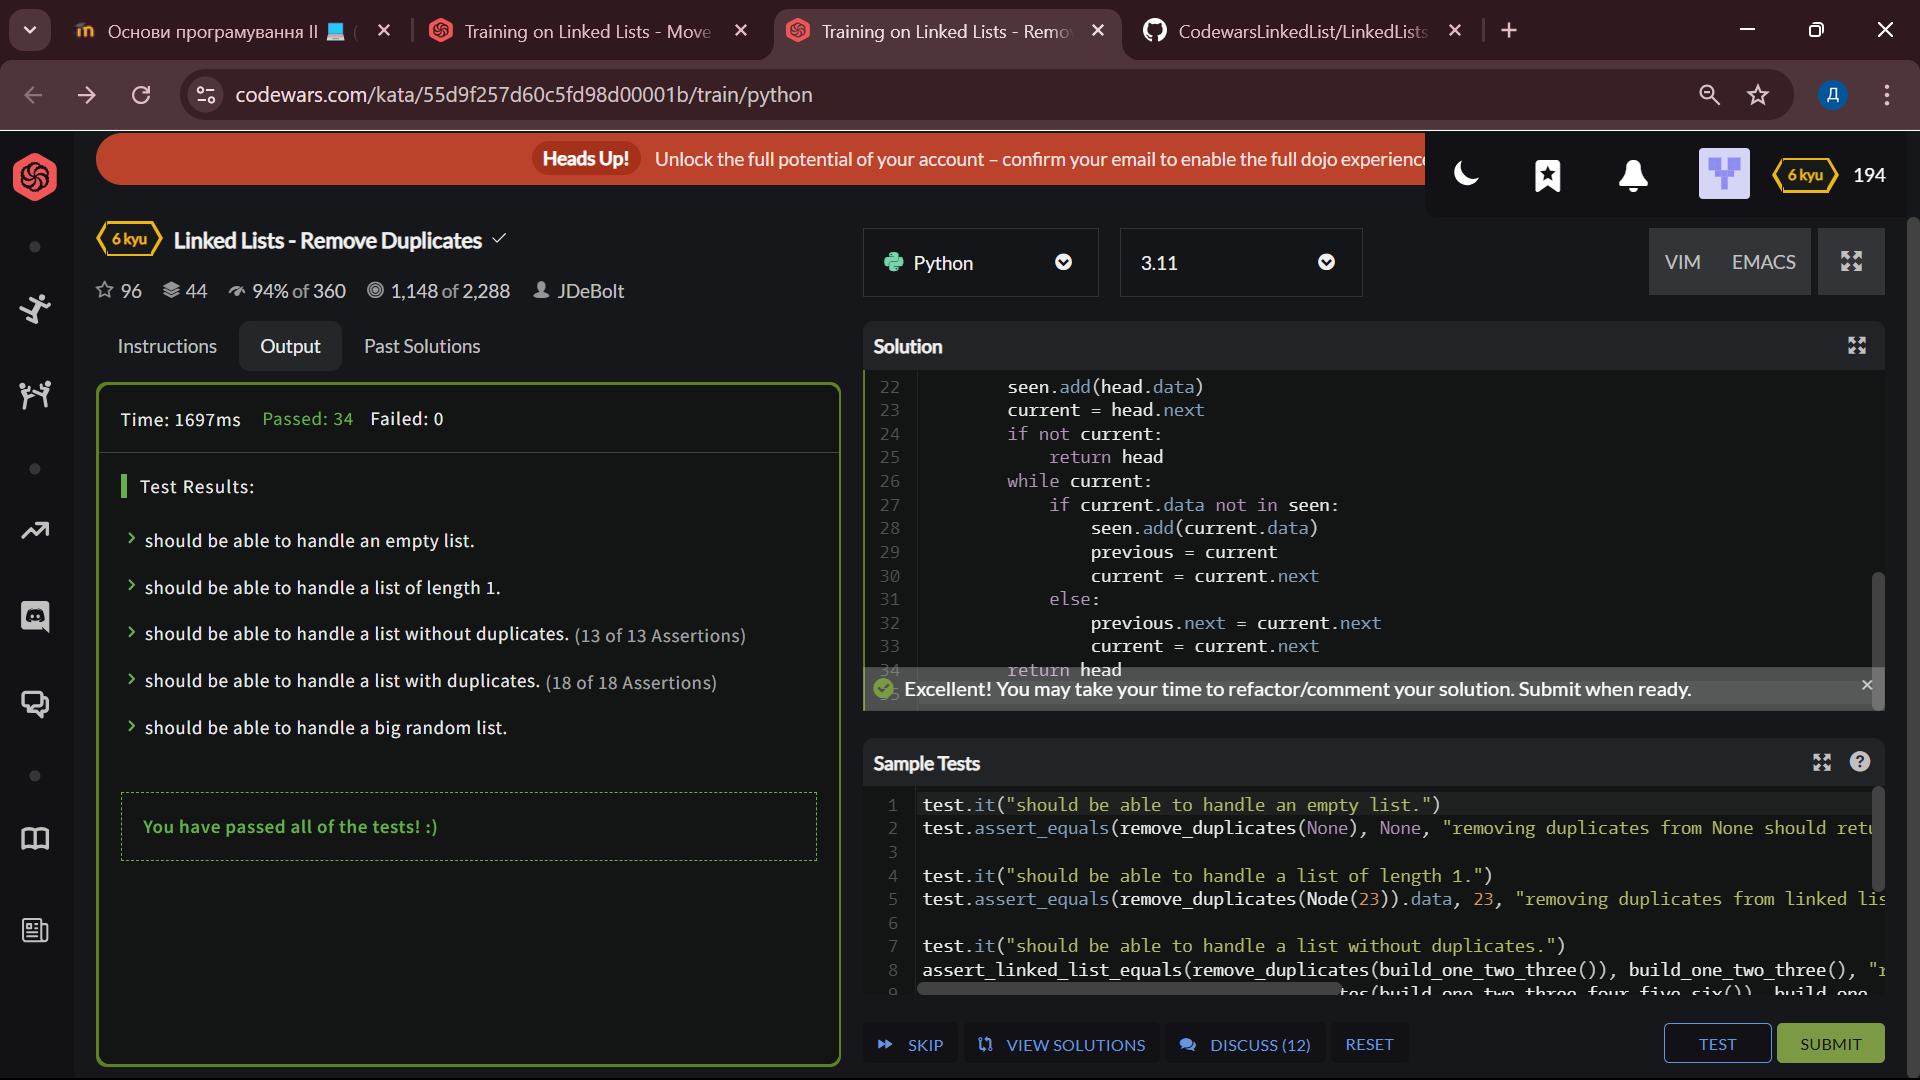 Основи програмування II 💻 (
Training on Linked Lists - Move
Training on Linked Lists - Remo
CodewarsLinkedList/LinkedLists
codewars.com/kata/55d9f257d60c5fd98d00001b/train/python
Д
Heads Up! Unlock the full potential of your account – confirm your email to enable the full dojo experienc
6 kyu 194
6 kyu Linked Lists - Remove Duplicates
96 44 94% of 360 1,148 of 2,288 JDeBolt
Instructions Output Past Solutions
Time: 1697ms Passed: 34 Failed: 0
Test Results:
should be able to handle an empty list.
should be able to handle a list of length 1.
should be able to handle a list without duplicates. (13 of 13 Assertions)
should be able to handle a list with duplicates. (18 of 18 Assertions)
should be able to handle a big random list.
You have passed all of the tests! :)
Python 3.11 VIM EMACS
Solution
22 seen.add(head.data)
23 current = head.next
24 if not current:
25 return head
26 while current:
27 if current.data not in seen:
28 seen.add(current.data)
29 previous = current
30 current = current.next
31 else:
32 previous.next = current.next
33 current = current.next
34 return head
Excellent! You may take your time to refactor/comment your solution. Submit when ready.
Sample Tests
1 test.it("should be able to handle an empty list.")
2 test.assert_equals(remove_duplicates(None), None, "removing duplicates from None should retu
3
4 test.it("should be able to handle a list of length 1.")
5 test.assert_equals(remove_duplicates(Node(23)).data, 23, "removing duplicates from linked lis
6
7 test.it("should be able to handle a list without duplicates.")
8 assert_linked_list_equals(remove_duplicates(build_one_two_three()), build_one_two_three(), "r
9 tes(build_one_two_three_four_five_six()), build_one_
SKIP VIEW SOLUTIONS DISCUSS (12) RESET TEST SUBMIT